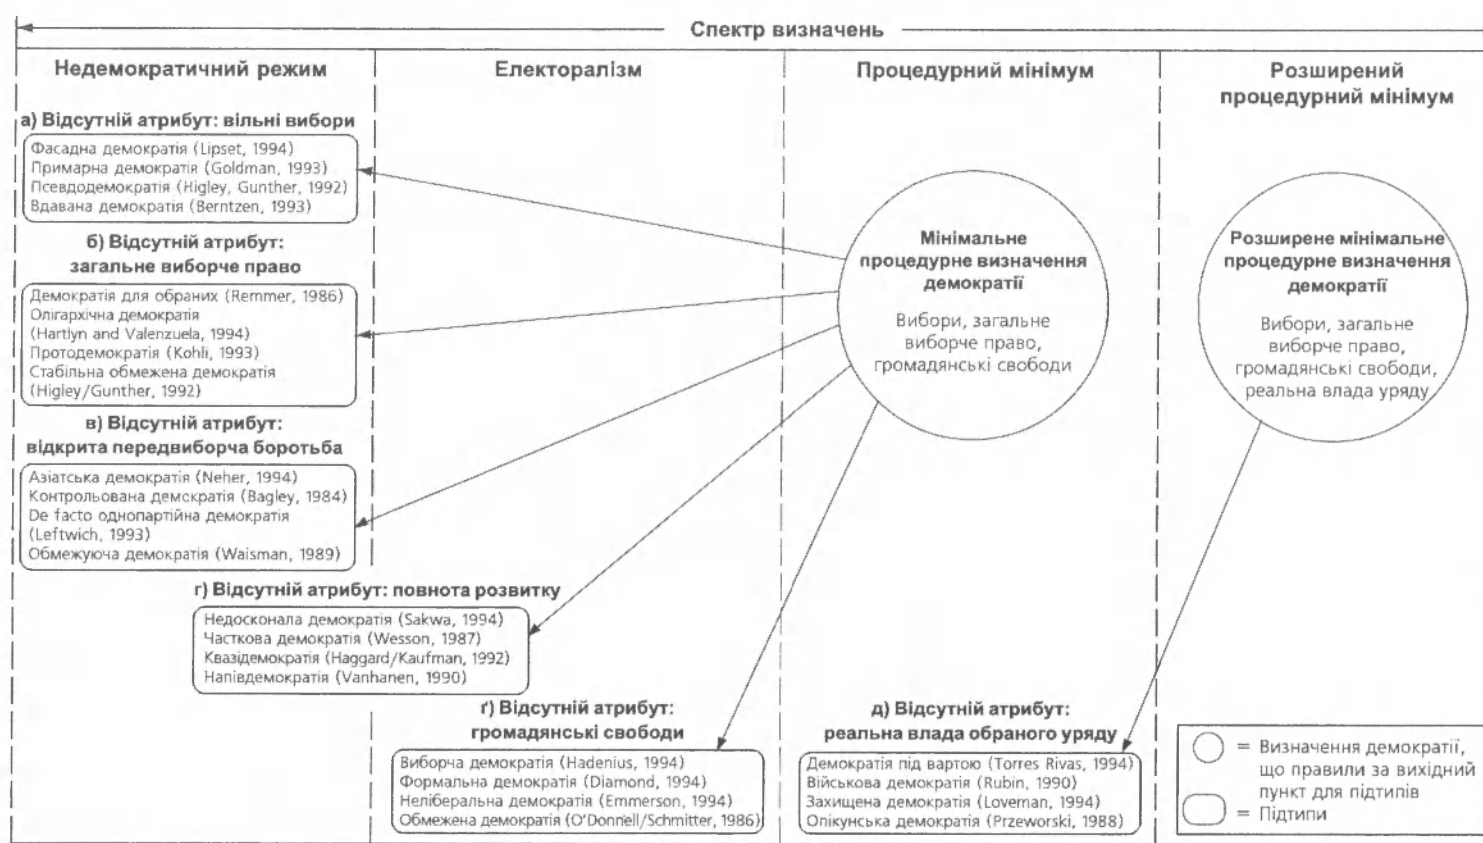 Спектр визначень
Недемократичний режим
Електоралізм
Процедурний мінімум
Розширений
процедурний мінімум
а) Відсутній атрибут: вільні вибори
Фасадна демократія (Lipset, 1994)
Примарна демократія (Goldman, 1993)
Псевдодемократія (Higley, Gunther, 1992)
Вдавана демократія (Berntzen, 1993)
б) Відсутній атрибут:
загальне виборче право
Демократія для обраних (Remmer, 1986)
Олігархічна демократія
(Hartlyn and Valenzuela, 1994)
Протодемократія (Kohli, 1993)
Стабільна обмежена демократія
(Higley/Gunther, 1992)
в) Відсутній атрибут:
відкрита передвиборча боротьба
Азіатська демократія (Neher, 1994)
Контрольована демократія (Bagley, 1984)
De facto однопартійна демократія
(Leftwich, 1993)
Обмежуюча демократія (Waisman, 1989)
г) Відсутній атрибут: повнота розвитку
Недосконала демократія (Sakwa, 1994)
Часткова демократія (Wesson, 1987)
Квазідемократія (Haggard/Kaufman, 1992)
Напівдемократія (Vanhanen, 1990)
ґ) Відсутній атрибут:
громадянські свободи
Виборча демократія (Hadenius, 1994)
Формальна демократія (Diamond, 1994)
Неліберальна демократія (Emmerson, 1994)
Обмежена демократія (O'Donnell/Schmitter, 1986)
Мінімальне
процедурне визначення
демократії
Вибори, загальне
виборче право,
громадянські свободи
Розширене мінімальне
процедурне визначення
демократії
Вибори, загальне
виборче право,
громадянські свободи,
реальна влада уряду
д) Відсутній атрибут:
реальна влада обраного уряду
Демократія під вартою (Torres Rivas, 1994)
Військова демократія (Rubin, 1990)
Захищена демократія (Loveman, 1994)
Опікунська демократія (Przeworski, 1988)
= Визначення демократії,
що правили за вихідний
пункт для підтипів
= Підтипи